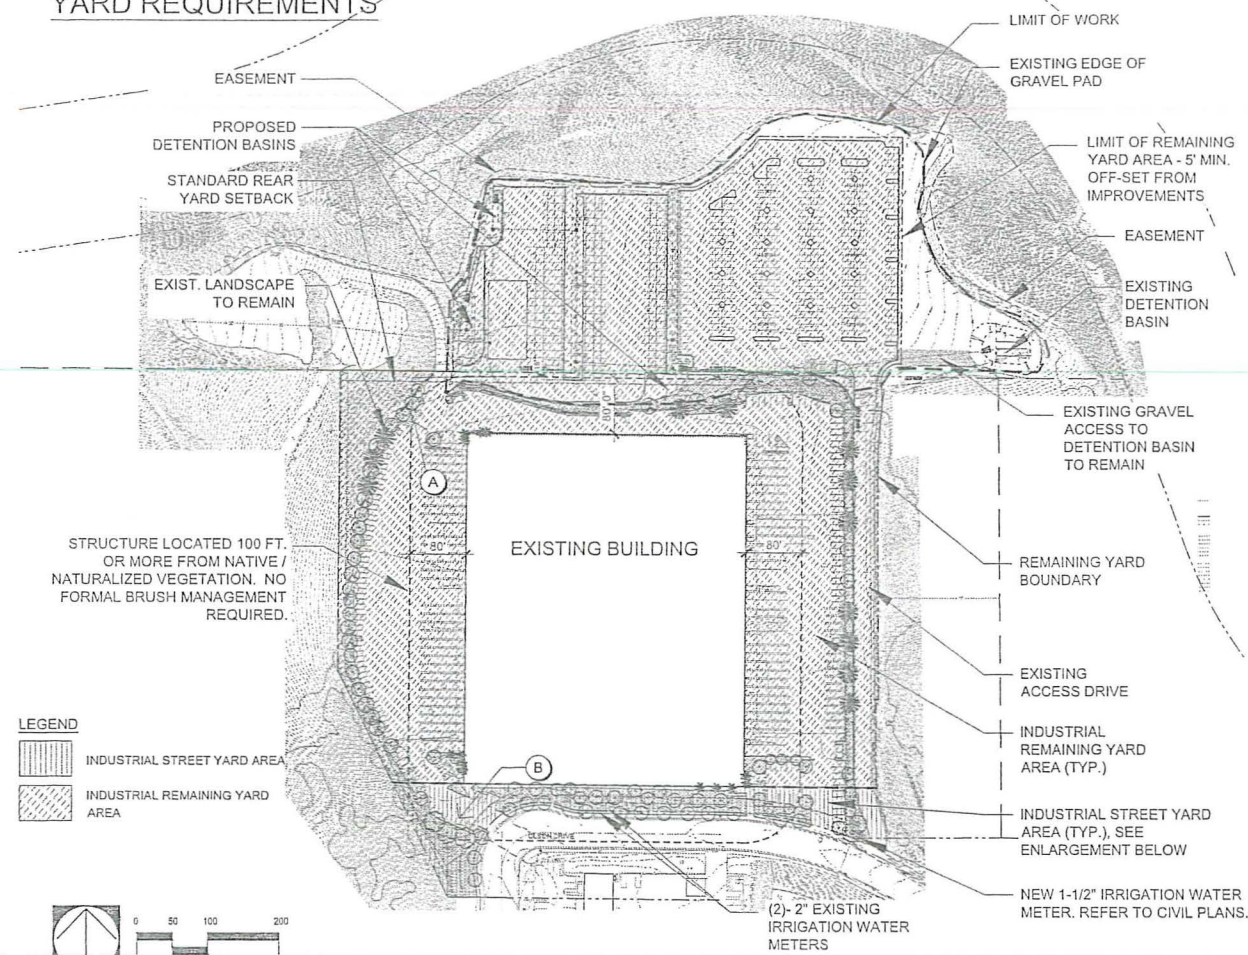 YARD REQUIREMENTS
LIMIT OF WORK
EXISTING EDGE OF
GRAVEL PAD
EASEMENT
PROPOSED
DETENTION BASINS
STANDARD REAR
YARD SETBACK
EXIST. LANDSCAPE
TO REMAIN
LIMIT OF REMAINING
YARD AREA - 5' MIN.
OFF-SET FROM
IMPROVEMENTS
EASEMENT
EXISTING
DETENTION
BASIN
80'-0"
EXISTING GRAVEL
ACCESS TO
DETENTION BASIN
TO REMAIN
A
STRUCTURE LOCATED 100 FT.
OR MORE FROM NATIVE /
NATURALIZED VEGETATION. NO
FORMAL BRUSH MANAGEMENT
REQUIRED.
80'
EXISTING BUILDING
80'
REMAINING YARD
BOUNDARY
EXISTING
ACCESS DRIVE
INDUSTRIAL
REMAINING YARD
AREA (TYP.)
LEGEND
INDUSTRIAL STREET YARD AREA
INDUSTRIAL REMAINING YARD
AREA
B
INDUSTRIAL STREET YARD
AREA (TYP.), SEE
ENLARGEMENT BELOW
NEW 1-1/2" IRRIGATION WATER
METER. REFER TO CIVIL PLANS.
(2)- 2" EXISTING
IRRIGATION WATER
METERS
0 50 100 200